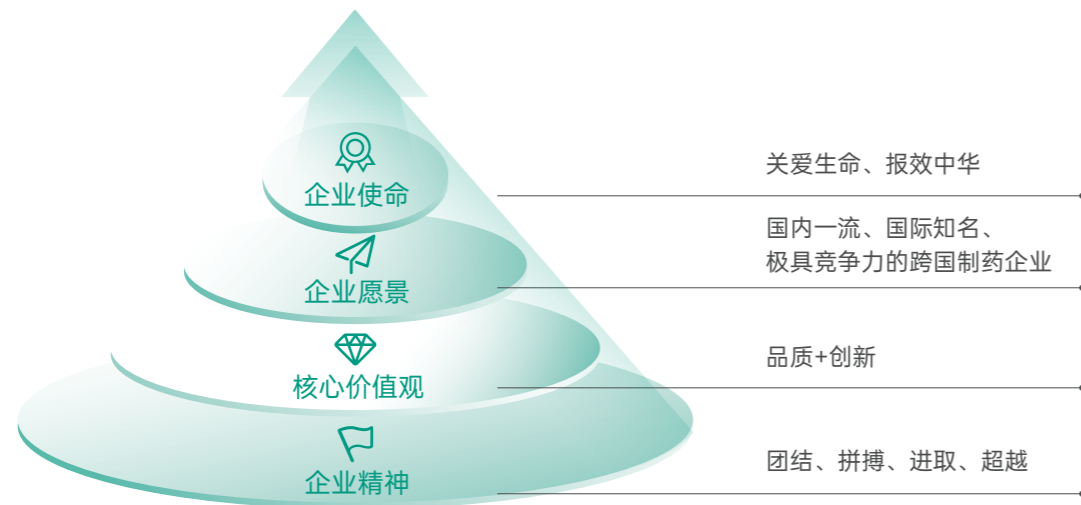 企业使命
关爱生命、报效中华
企业愿景
国内一流、国际知名、
极具竞争力的跨国制药企业
核心价值观
品质+创新
企业精神
团结、拼搏、进取、超越